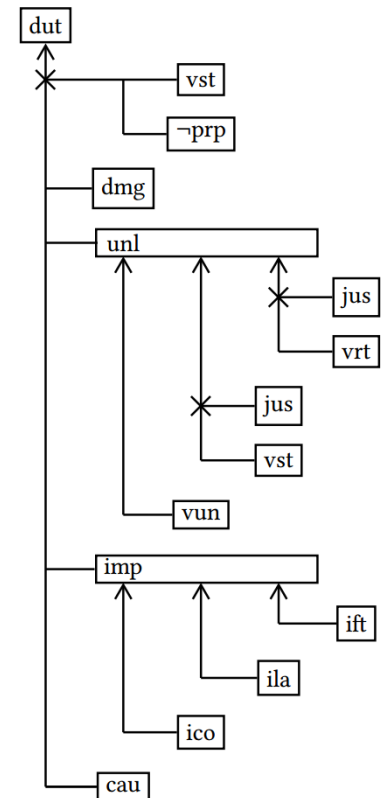 dut
vst
¬prp
dmg
unl
jus
vrt
jus
vst
vun
imp
ift
ila
ico
cau